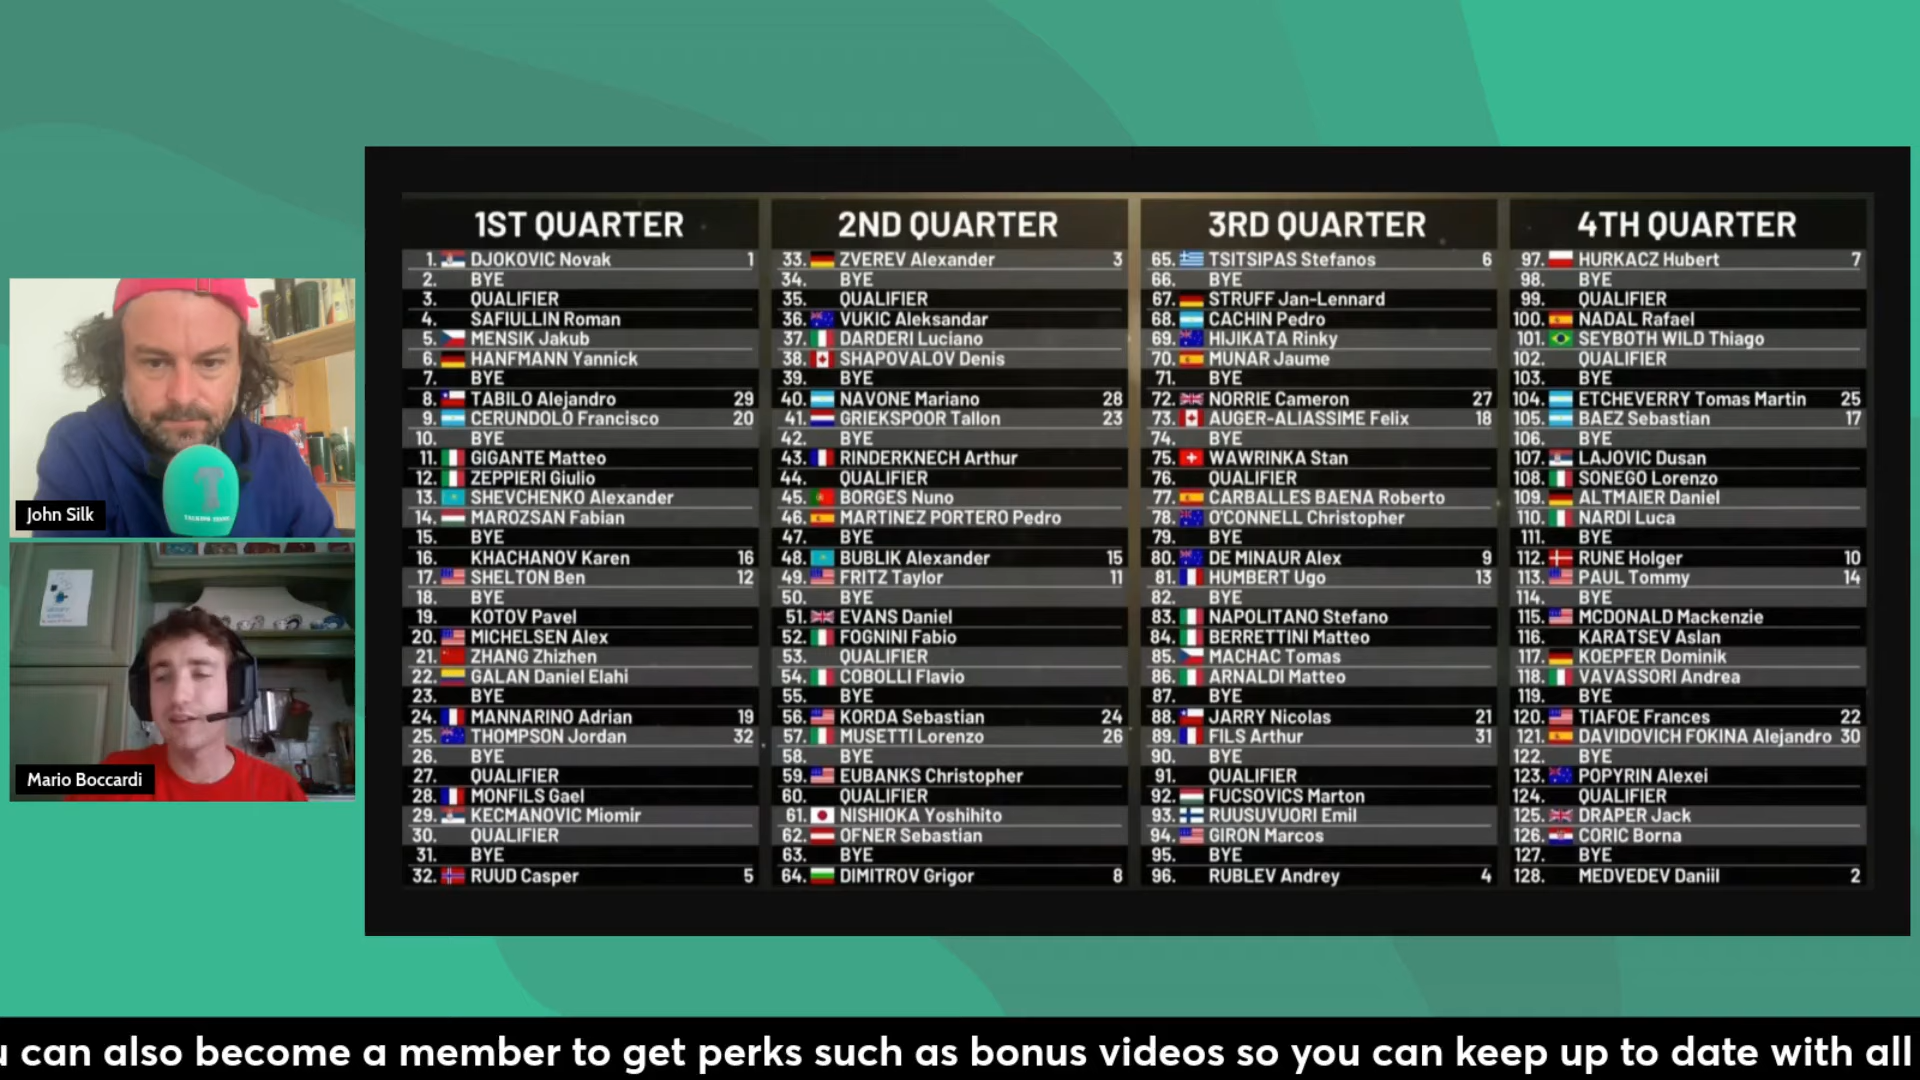 1ST QUARTER
1. DJOKOVIC Novak 1
2. BYE
3. QUALIFIER
4. SAFIULLIN Roman
5. MENSIK Jakub
6. HANFMANN Yannick
7. BYE
8. TABILO Alejandro 29
9. CERUNDOLO Francisco 20
10. BYE
11. GIGANTE Matteo
12. ZEPPIERI Giulio
13. SHEVCHENKO Alexander
14. MAROZSAN Fabian
15. BYE
16. KHACHANOV Karen 16
17. SHELTON Ben 12
18. BYE
19. KOTOV Pavel
20. MICHELSEN Alex
21. ZHANG Zhizhen
22. GALAN Daniel Elahi
23. BYE
24. MANNARINO Adrian 19
25. THOMPSON Jordan 32
26. BYE
27. QUALIFIER
28. MONFILS Gael
29. KECMANOVIC Miomir
30. QUALIFIER
31. BYE
32. RUUD Casper 5
2ND QUARTER
33. ZVEREV Alexander 3
34. BYE
35. QUALIFIER
36. VUKIC Aleksandar
37. DARDERI Luciano
38. SHAPOVALOV Denis
39. BYE
40. NAVONE Mariano 28
41. GRIEKSPOOR Tallon 23
42. BYE
43. RINDERKNECH Arthur
44. QUALIFIER
45. BORGES Nuno
46. MARTINEZ PORTERO Pedro
47. BYE
48. BUBLIK Alexander 15
49. FRITZ Taylor 11
50. BYE
51. EVANS Daniel
52. FOGNINI Fabio
53. QUALIFIER
54. COBOLLI Flavio
55. BYE
56. KORDA Sebastian 24
57. MUSETTI Lorenzo 26
58. BYE
59. EUBANKS Christopher
60. QUALIFIER
61. NISHIOKA Yoshihito
62. OFNER Sebastian
63. BYE
64. DIMITROV Grigor 8
3RD QUARTER
65. TSITSIPAS Stefanos 6
66. BYE
67. STRUFF Jan-Lennard
68. CACHIN Pedro
69. HIJIKATA Rinky
70. MUNAR Jaume
71. BYE
72. NORRIE Cameron 27
73. AUGER-ALIASSIME Felix 18
74. BYE
75. WAWRINKA Stan
76. QUALIFIER
77. CARBALLES BAENA Roberto
78. O'CONNELL Christopher
79. BYE
80. DE MINAUR Alex 9
81. HUMBERT Ugo 13
82. BYE
83. NAPOLITANO Stefano
84. BERRETTINI Matteo
85. MACHAC Tomas
86. ARNALDI Matteo
87. BYE
88. JARRY Nicolas 21
89. FILS Arthur 31
90. BYE
91. QUALIFIER
92. FUCSOVICS Marton
93. RUUSUVUORI Emil
94. GIRON Marcos
95. BYE
96. RUBLEV Andrey 4
4TH QUARTER
97. HURKACZ Hubert 7
98. BYE
99. QUALIFIER
100. NADAL Rafael
101. SEYBOTH WILD Thiago
102. QUALIFIER
103. BYE
104. ETCHEVERRY Tomas Martin 25
105. BAEZ Sebastian 17
106. BYE
107. LAJOVIC Dusan
108. SONEGO Lorenzo
109. ALTMAIER Daniel
110. NARDI Luca
111. BYE
112. RUNE Holger 10
113. PAUL Tommy 14
114. BYE
115. MCDONALD Mackenzie
116. KARATSEV Aslan
117. KOEPFER Dominik
118. VAVASSORI Andrea
119. BYE
120. TIAFOE Frances 22
121. DAVIDOVICH FOKINA Alejandro 30
122. BYE
123. POPYRIN Alexei
124. QUALIFIER
125. DRAPER Jack
126. CORIC Borna
127. BYE
128. MEDVEDEV Daniil 2
TALKING TENNIS
John Silk
Mario Boccardi
can also become a member to get perks such as bonus videos so you can keep up to date with all